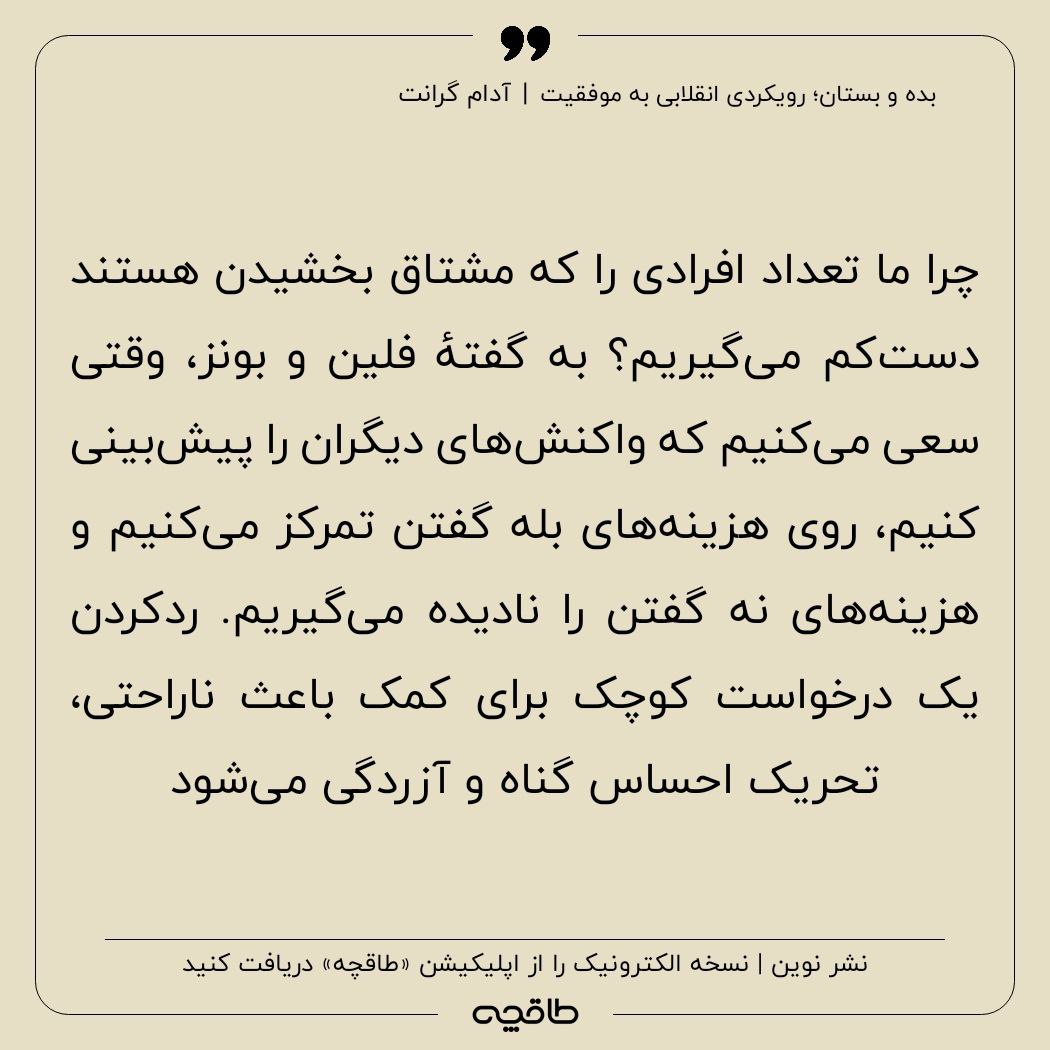 ❟❟
بده و بستان؛ رویکردی انقلابی به موفقیت | آدام گرانت
چرا ما تعداد افرادی را که مشتاق بخشیدن هستند
دست‌کم می‌گیریم؟ به گفتهٔ فلین و بونز، وقتی
سعی می‌کنیم که واکنش‌های دیگران را پیش‌بینی
کنیم، روی هزینه‌های بله گفتن تمرکز می‌کنیم و
هزینه‌های نه گفتن را نادیده می‌گیریم. ردکردن
یک درخواست کوچک برای کمک باعث ناراحتی،
تحریک احساس گناه و آزردگی می‌شود
نشر نوین | نسخه الکترونیک را از اپلیکیشن «طاقچه» دریافت کنید
طاقچه